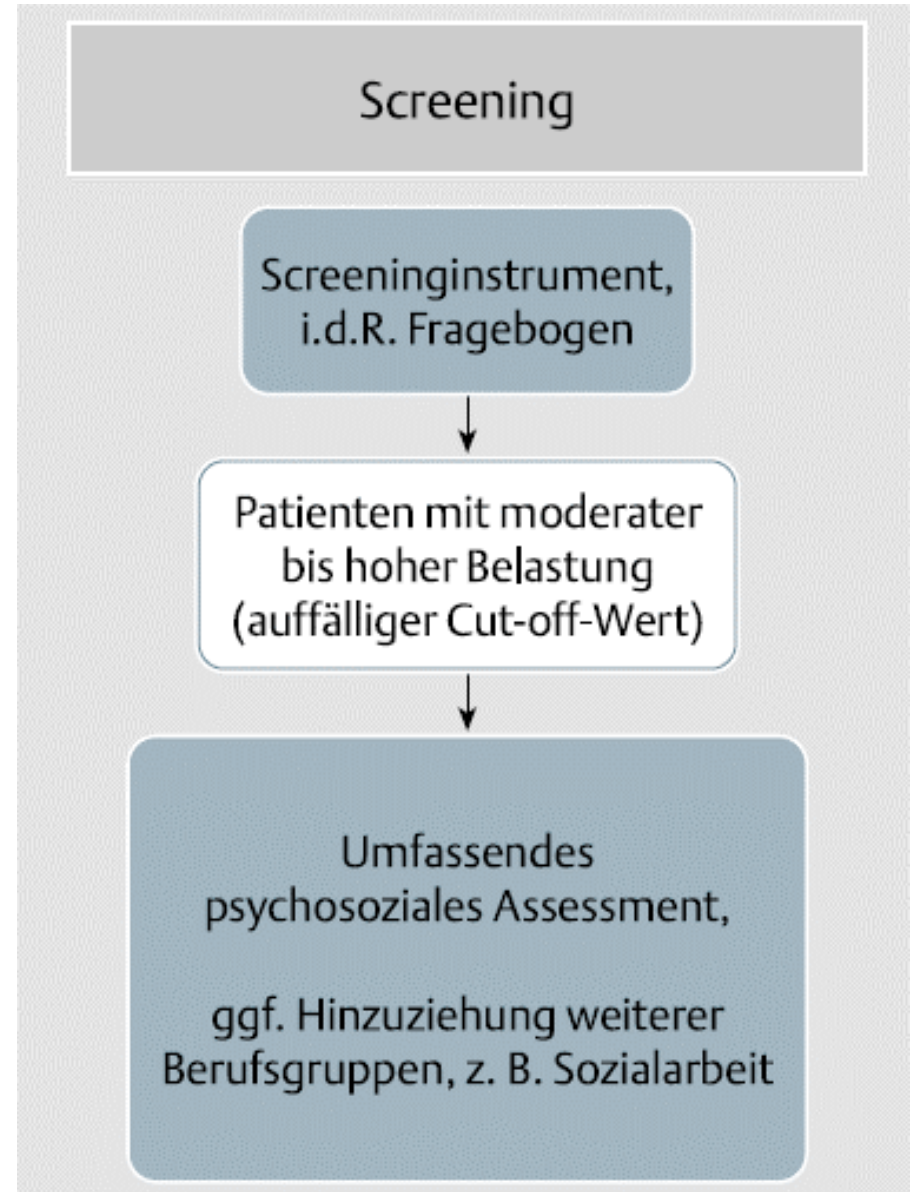 Screening
Screeninginstrument,
i.d.R. Fragebogen
Patienten mit moderater
bis hoher Belastung
(auffälliger Cut-off-Wert)
Umfassendes
psychosoziales Assessment,
ggf. Hinzuziehung weiterer
Berufsgruppen, z. B. Sozialarbeit